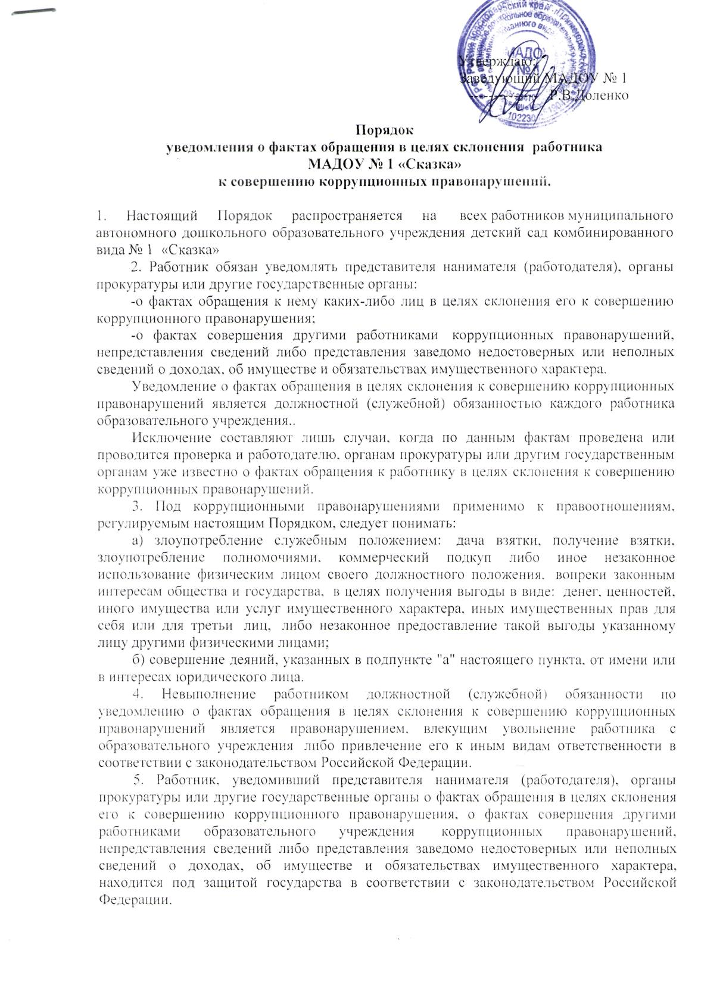 Утверждаю:
Заведующий МАДОУ № 1
Р.В.Доленко
МАДОУ
№ 1
Порядок
уведомления о фактах обращения в целях склонения работника
МАДОУ № 1 «Сказка»
к совершению коррупционных правонарушений.
1. Настоящий Порядок распространяется на всех работников муниципального
автономного дошкольного образовательного учреждения детский сад комбинированного
вида № 1 «Сказка»
2. Работник обязан уведомлять представителя нанимателя (работодателя), органы
прокуратуры или другие государственные органы:
-о фактах обращения к нему каких-либо лиц в целях склонения его к совершению
коррупционного правонарушения;
-о фактах совершения другими работниками коррупционных правонарушений,
непредставления сведений либо представления заведомо недостоверных или неполных
сведений о доходах, об имуществе и обязательствах имущественного характера.
Уведомление о фактах обращения в целях склонения к совершению коррупционных
правонарушений является должностной (служебной) обязанностью каждого работника
образовательного учреждения..
Исключение составляют лишь случаи, когда по данным фактам проведена или
проводится проверка и работодателю, органам прокуратуры или другим государственным
органам уже известно о фактах обращения к работнику в целях склонения к совершению
коррупционных правонарушений.
3. Под коррупционными правонарушениями применимо к правоотношениям,
регулируемым настоящим Порядком, следует понимать:
а) злоупотребление служебным положением: дача взятки, получение взятки,
злоупотребление полномочиями, коммерческий подкуп либо иное незаконное
использование физическим лицом своего должностного положения, вопреки законным
интересам общества и государства, в целях получения выгоды в виде: денег, ценностей,
иного имущества или услуг имущественного характера, иных имущественных прав для
себя или для третьи лиц, либо незаконное предоставление такой выгоды указанному
лицу другими физическими лицами;
б) совершение деяний, указанных в подпункте "а" настоящего пункта, от имени или
в интересах юридического лица.
4. Невыполнение работником должностной (служебной) обязанности по
уведомлению о фактах обращения в целях склонения к совершению коррупционных
правонарушений является правонарушением, влекущим увольнение работника с
образовательного учреждения либо привлечение его к иным видам ответственности в
соответствии с законодательством Российской Федерации.
5. Работник, уведомивший представителя нанимателя (работодателя), органы
прокуратуры или другие государственные органы о фактах обращения в целях склонения
его к совершению коррупционного правонарушения, о фактах совершения другими
работниками образовательного учреждения коррупционных правонарушений,
непредставления сведений либо представления заведомо недостоверных или неполных
сведений о доходах, об имуществе и обязательствах имущественного характера,
находится под защитой государства в соответствии с законодательством Российской
Федерации.